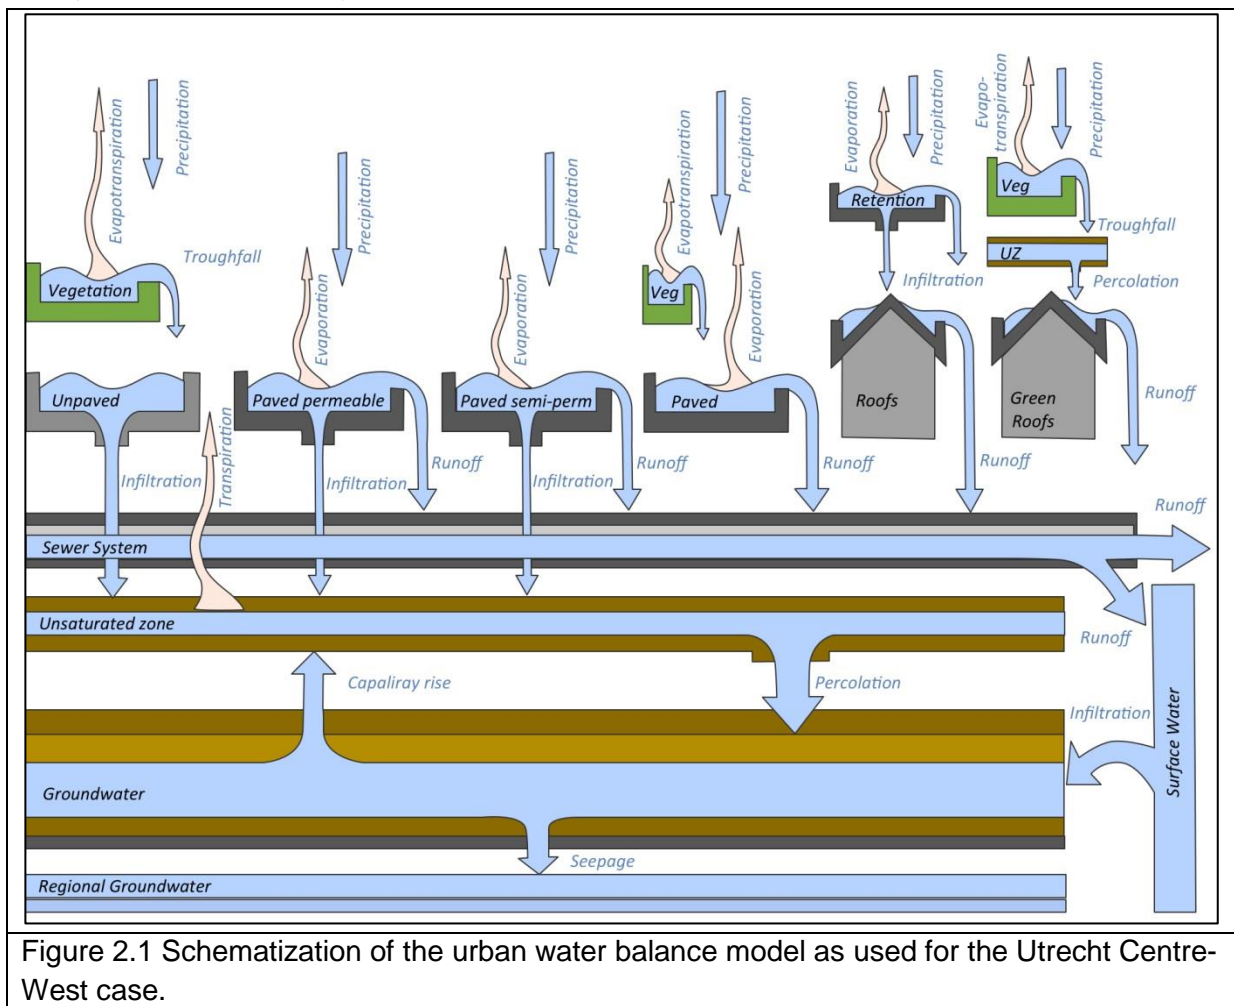 Evapotranspiration
Precipitation
Troughfall
Vegetation
Unpaved
Infiltration
Transpiration
Evaporation
Precipitation
Paved permeable
Infiltration
Runoff
Evaporation
Precipitation
Paved semi-perm
Infiltration
Runoff
Evapotranspiration
Precipitation
Veg
Evaporation
Paved
Runoff
Evaporation
Precipitation
Retention
Infiltration
Roofs
Runoff
Evapo-
transpiration
Precipitation
Veg
Troughfall
UZ
Percolation
Green
Roofs
Runoff
Runoff
Sewer System
Unsaturated zone
Runoff
Capaliray rise
Percolation
Infiltration
Groundwater
Surface Water
Seepage
Regional Groundwater
Figure 2.1 Schematization of the urban water balance model as used for the Utrecht Centre-
West case.